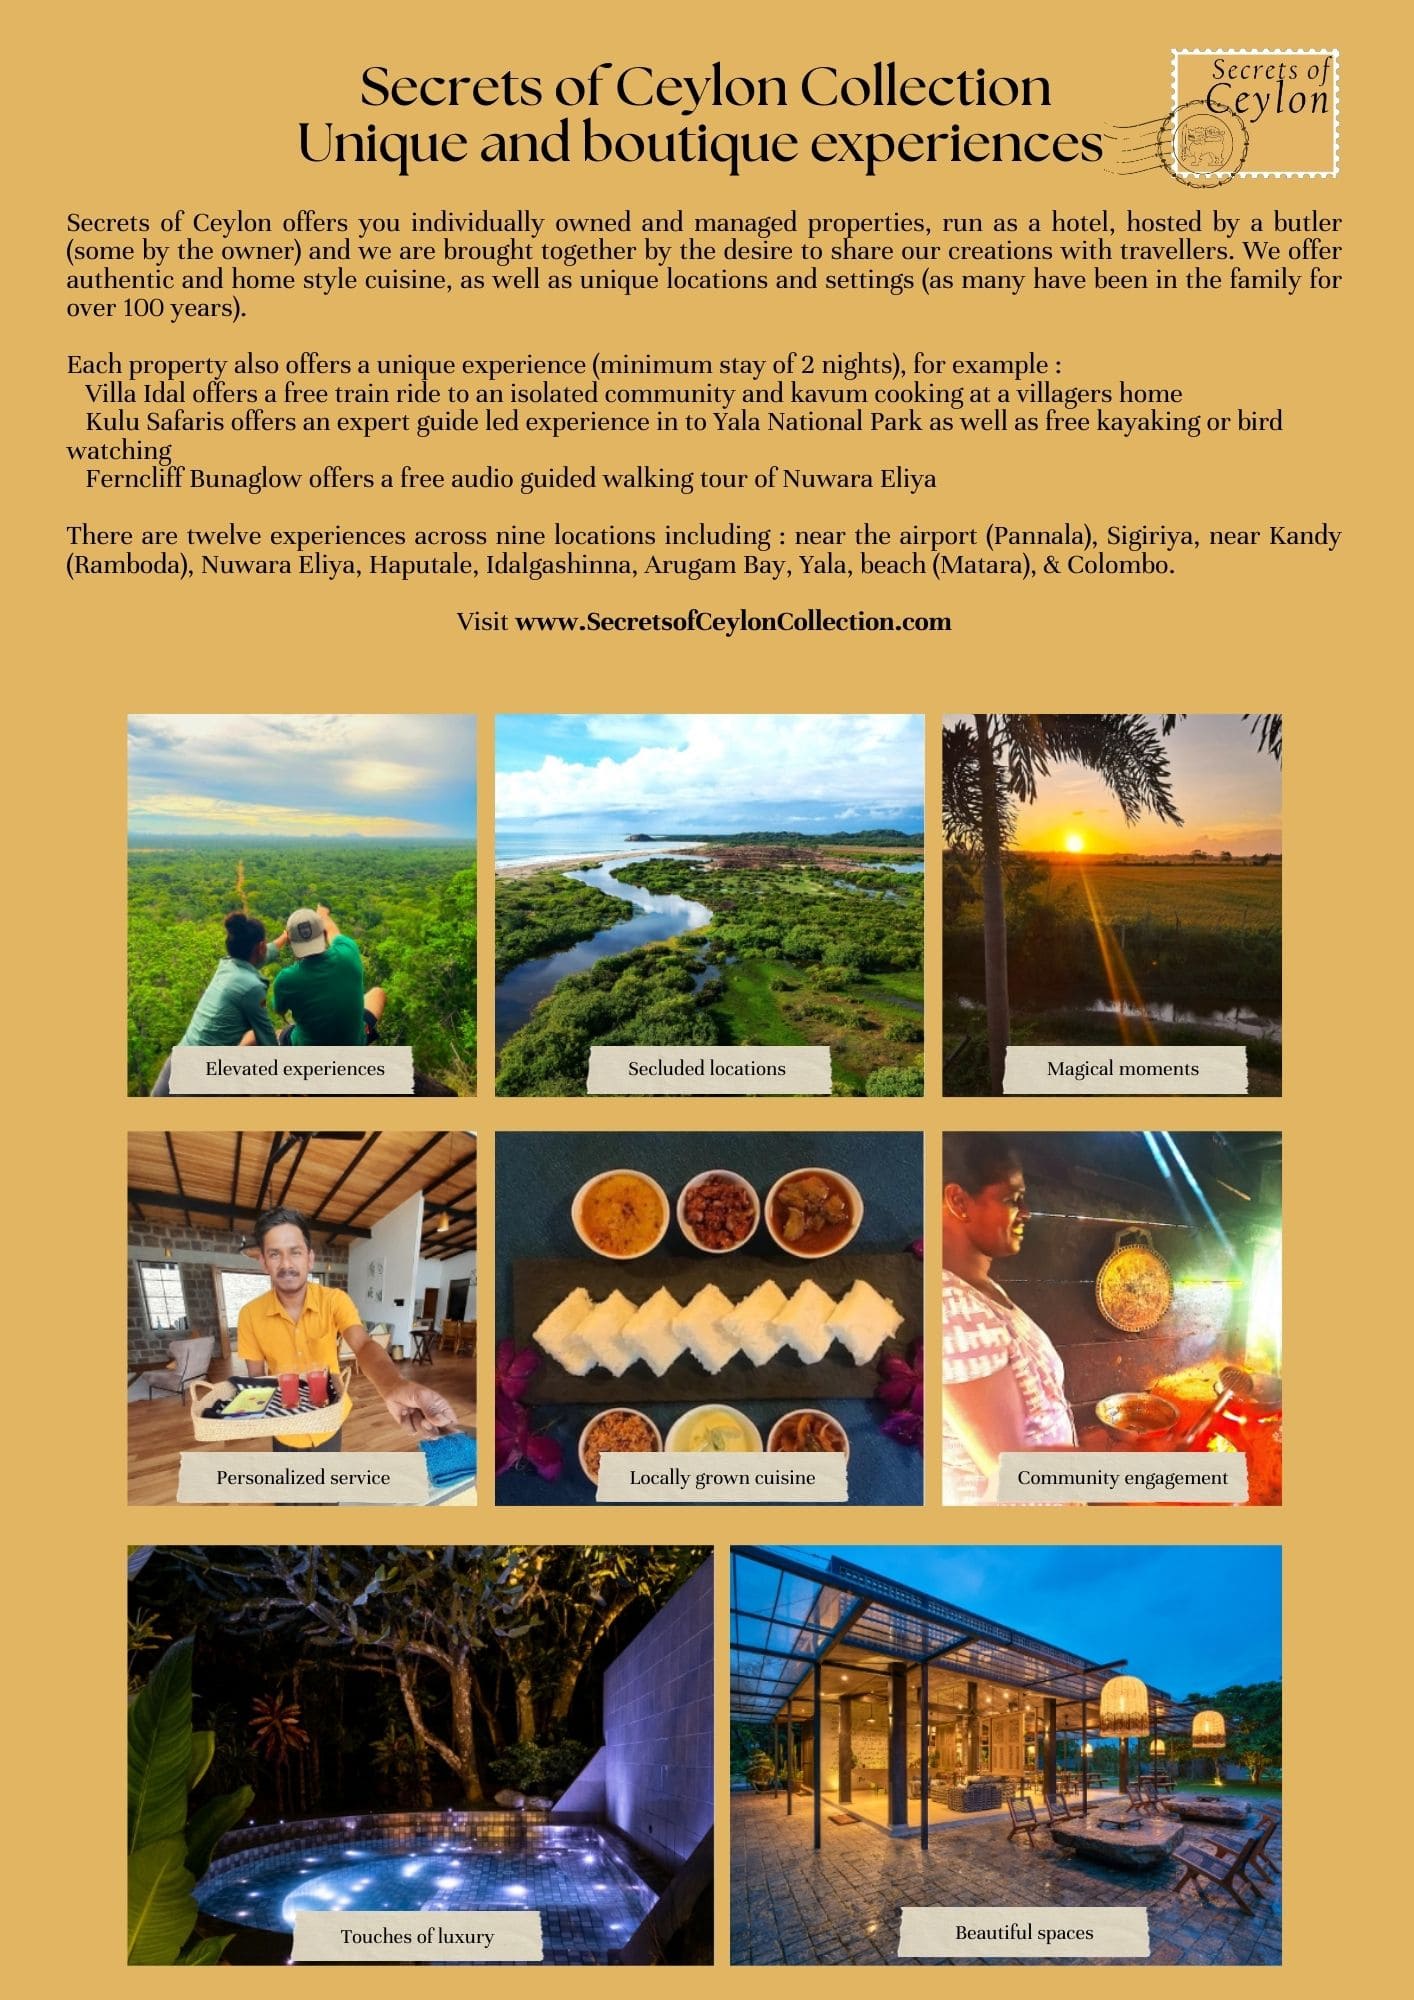 Secrets of Ceylon Collection
Unique and boutique experiences
Secrets of
Ceylon
Secrets of Ceylon offers you individually owned and managed properties, run as a hotel, hosted by a butler
(some by the owner) and we are brought together by the desire to share our creations with travellers. We offer
authentic and home style cuisine, as well as unique locations and settings (as many have been in the family for
over 100 years).
Each property also offers a unique experience (minimum stay of 2 nights), for example :
Villa Idal offers a free train ride to an isolated community and kavum cooking at a villagers home
Kulu Safaris offers an expert guide led experience in to Yala National Park as well as free kayaking or bird
watching
Ferncliff Bunaglow offers a free audio guided walking tour of Nuwara Eliya
There are twelve experiences across nine locations including : near the airport (Pannala), Sigiriya, near Kandy
(Ramboda), Nuwara Eliya, Haputale, Idalgashinna, Arugam Bay, Yala, beach (Matara), & Colombo.
Visit www.SecretsofCeylonCollection.com
Elevated experiences
Secluded locations
Magical moments
Personalized service
Locally grown cuisine
Community engagement
Touches of luxury
Beautiful spaces